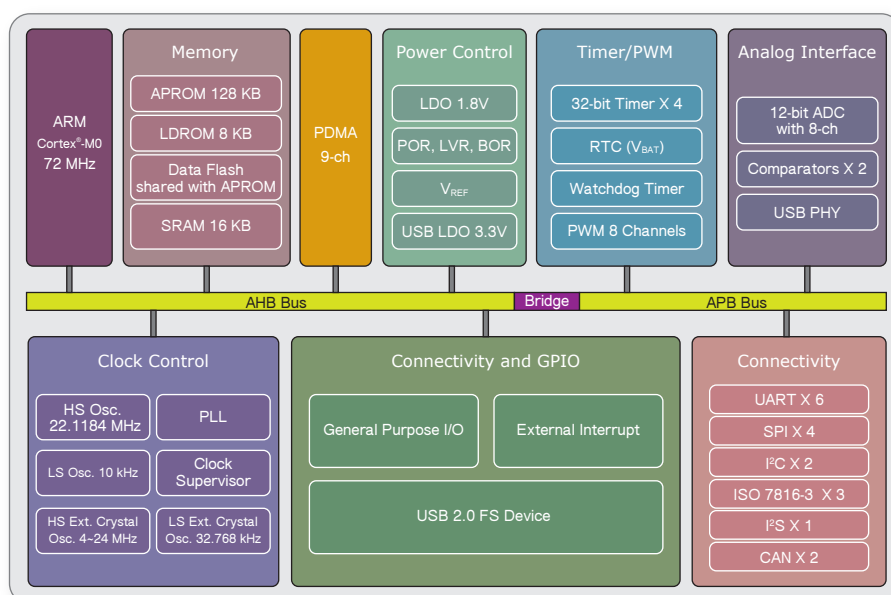 ARM
Cortex®-M0
72 MHz
Memory
APROM 128 KB
LDROM 8 KB
Data Flash
shared with APROM
SRAM 16 KB
PDMA
9-ch
Power Control
LDO 1.8V
POR, LVR, BOR
VREF
USB LDO 3.3V
Timer/PWM
32-bit Timer X 4
RTC (VBAT)
Watchdog Timer
PWM 8 Channels
Analog Interface
12-bit ADC
with 8-ch
Comparators X 2
USB PHY
AHB Bus
Bridge
APB Bus
Clock Control
HS Osc.
22.1184 MHz
PLL
LS Osc. 10 kHz
Clock
Supervisor
HS Ext. Crystal
Osc. 4~24 MHz
LS Ext. Crystal
Osc. 32.768 kHz
Connectivity and GPIO
General Purpose I/O
External Interrupt
USB 2.0 FS Device
Connectivity
UART X 6
SPI X 4
I²C X 2
ISO 7816-3 X 3
I²S X 1
CAN X 2